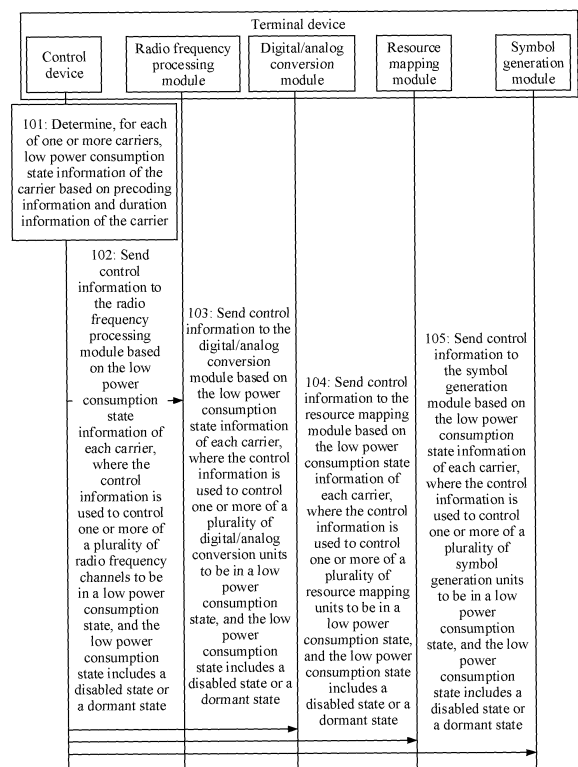 Terminal device
Control
device
Radio frequency
processing
module
Digital/analog
conversion
module
Resource
mapping
module
Symbol
generation
module
101: Determine, for each
of one or more carriers,
low power consumption
state information of the
carrier based on precoding
information and duration
information of the carrier
102: Send
control
information to
the radio
frequency
processing
module based
on the low
power
consumption
state
information of
each carrier,
where the
control
information is
used to control
one or more of
a plurality of
radio frequency
channels to be
in a low power
consumption
state, and the
low power
consumption
state includes a
disabled state or
a dormant state
103: Send control
information to the
digital/analog
conversion
module based on
the low power
consumption
state information
of each carrier,
where the control
information is
used to control
one or more of a
plurality of
digital/analog
conversion units
to be in a low
power
consumption
state, and the low
power
consumption
state includes a
disabled state or a
dormant state
104: Send control
information to the
resource mapping
module based on
the low power
consumption state
information of
each carrier,
where the control
information is
used to control
one or more of a
plurality of
resource mapping
units to be in a
low power
consumption state,
and the low power
consumption state
includes a
disabled state or a
dormant state
105: Send control
information to
the symbol
generation
module based on
the low power
consumption
state information
of each carrier,
where the control
information is
used to control
one or more of a
plurality of
symbol
generation units
to be in a low
power
consumption
state, and the low
power
consumption
state includes a
disabled state or
a dormant state